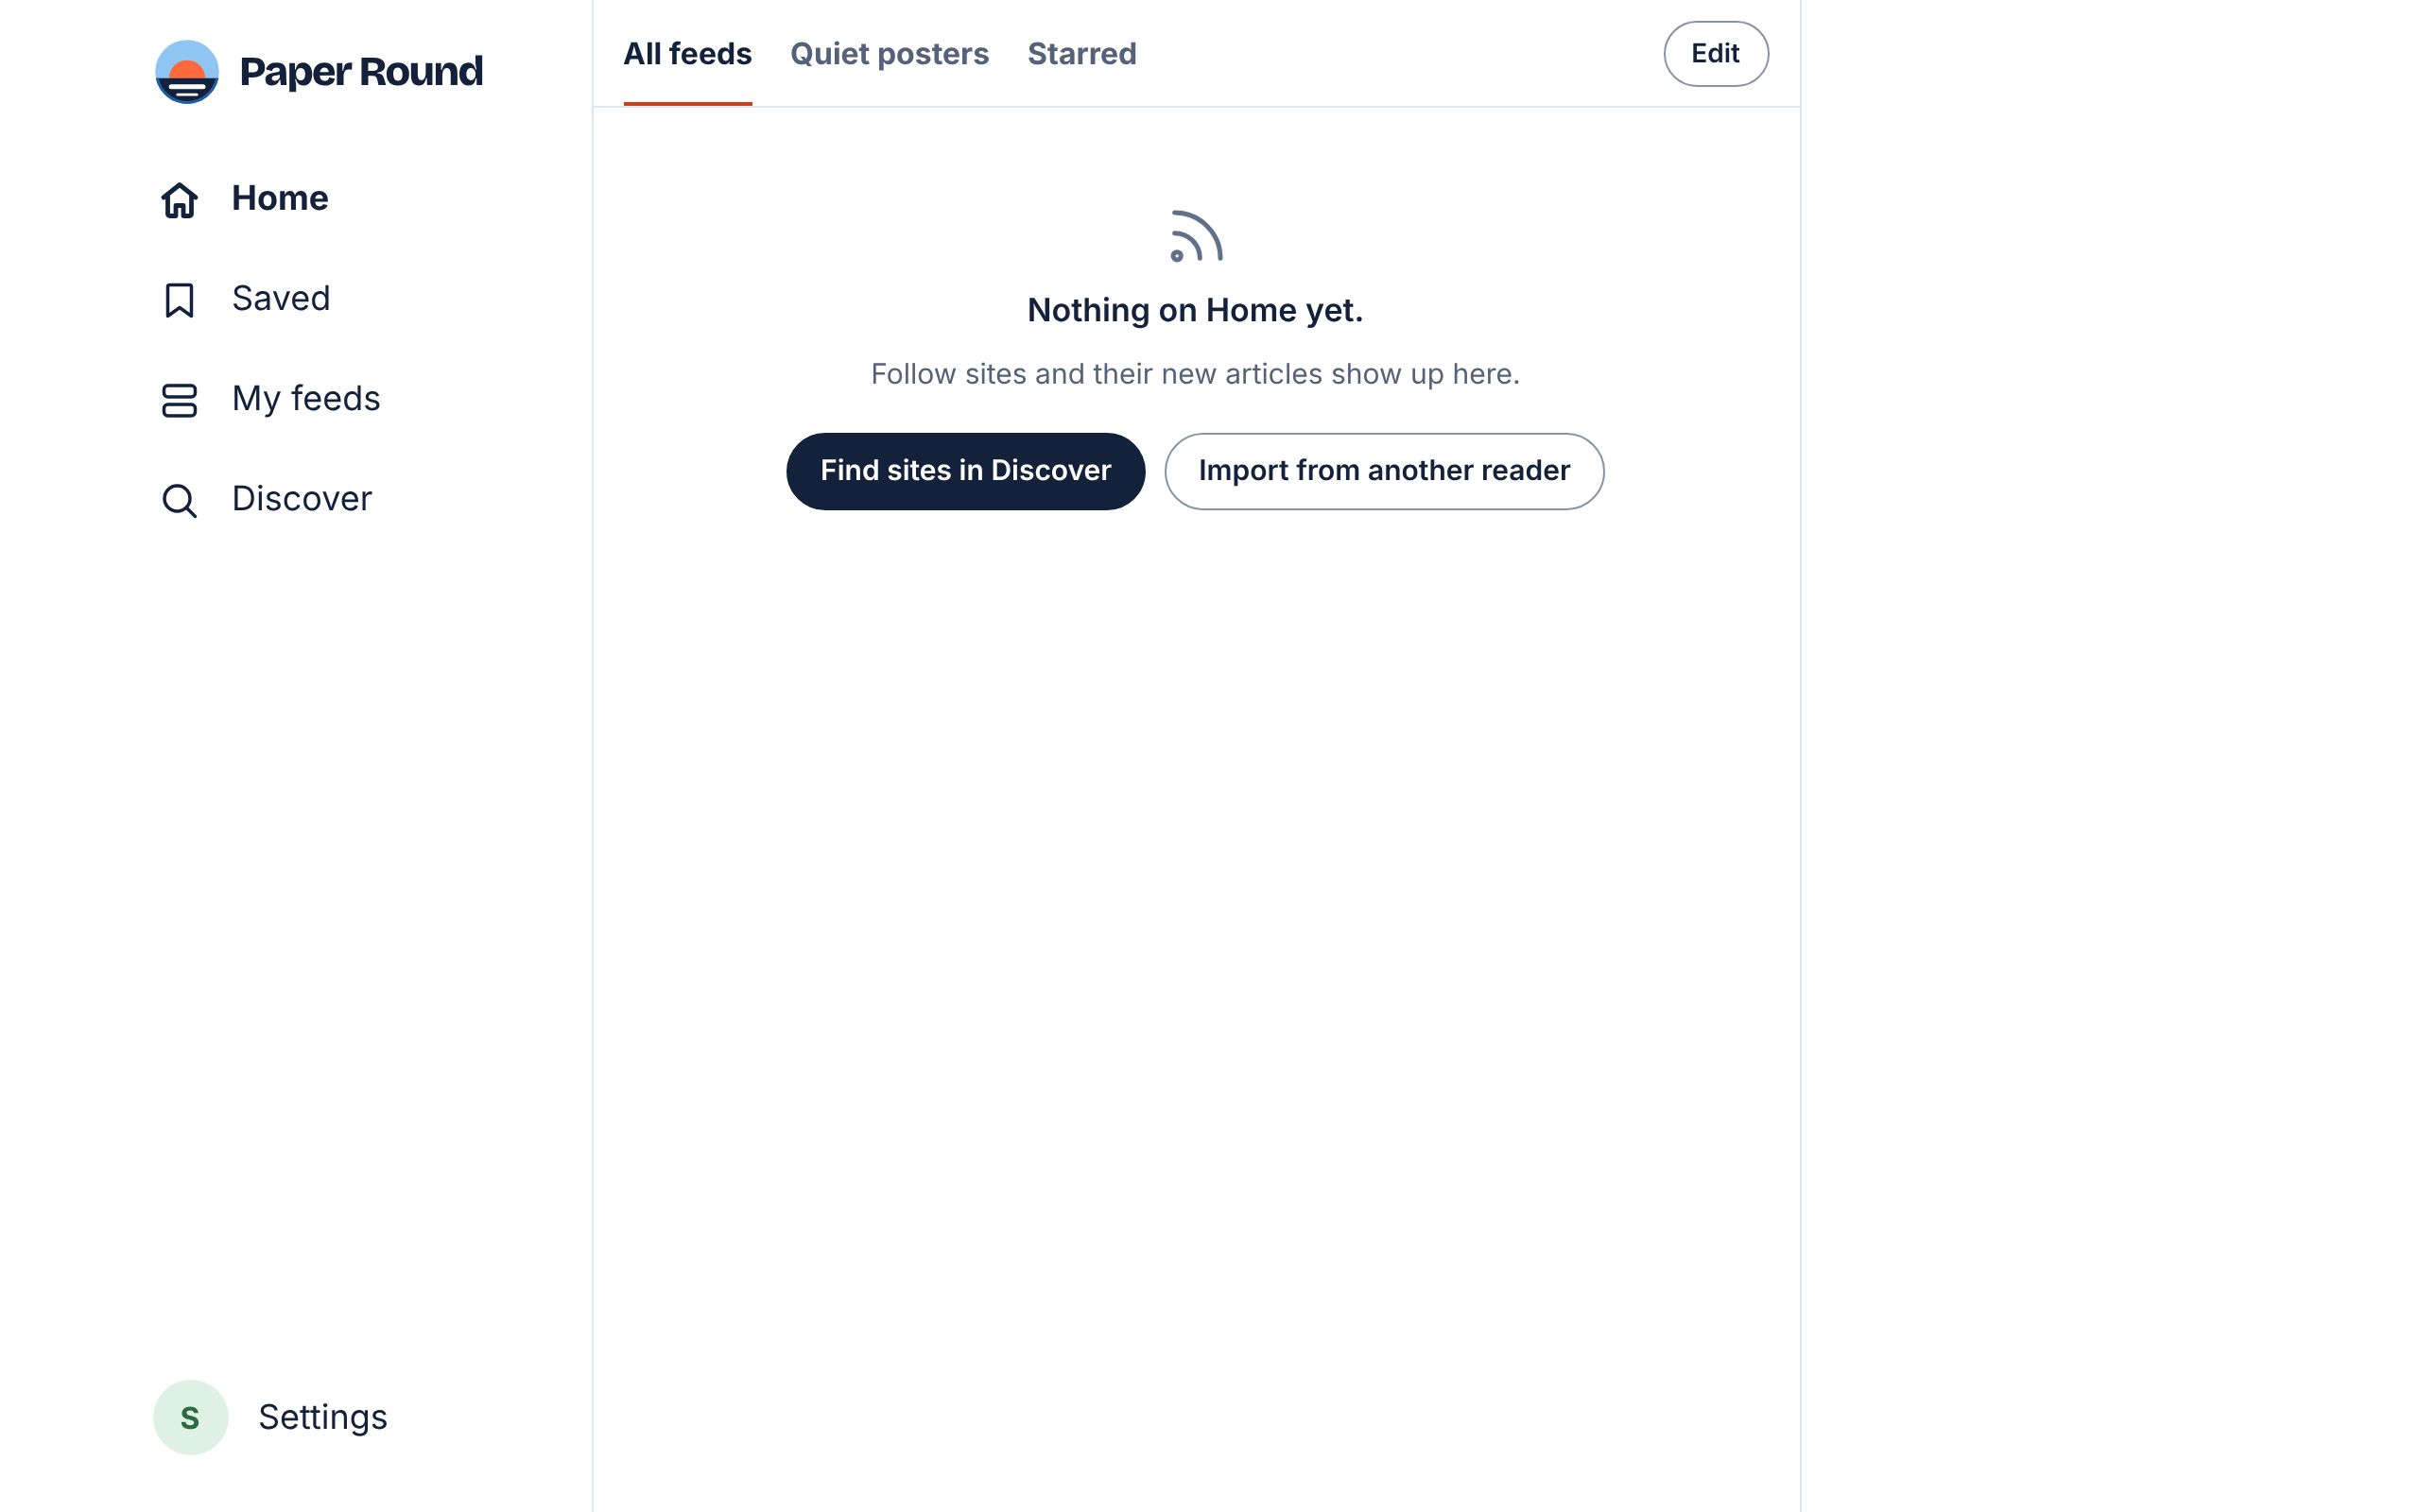 Paper Round
Home
Saved
My feeds
Discover
S
Settings
All feeds
Quiet posters
Starred
Edit
Nothing on Home yet.
Follow sites and their new articles show up here.
Find sites in Discover
Import from another reader